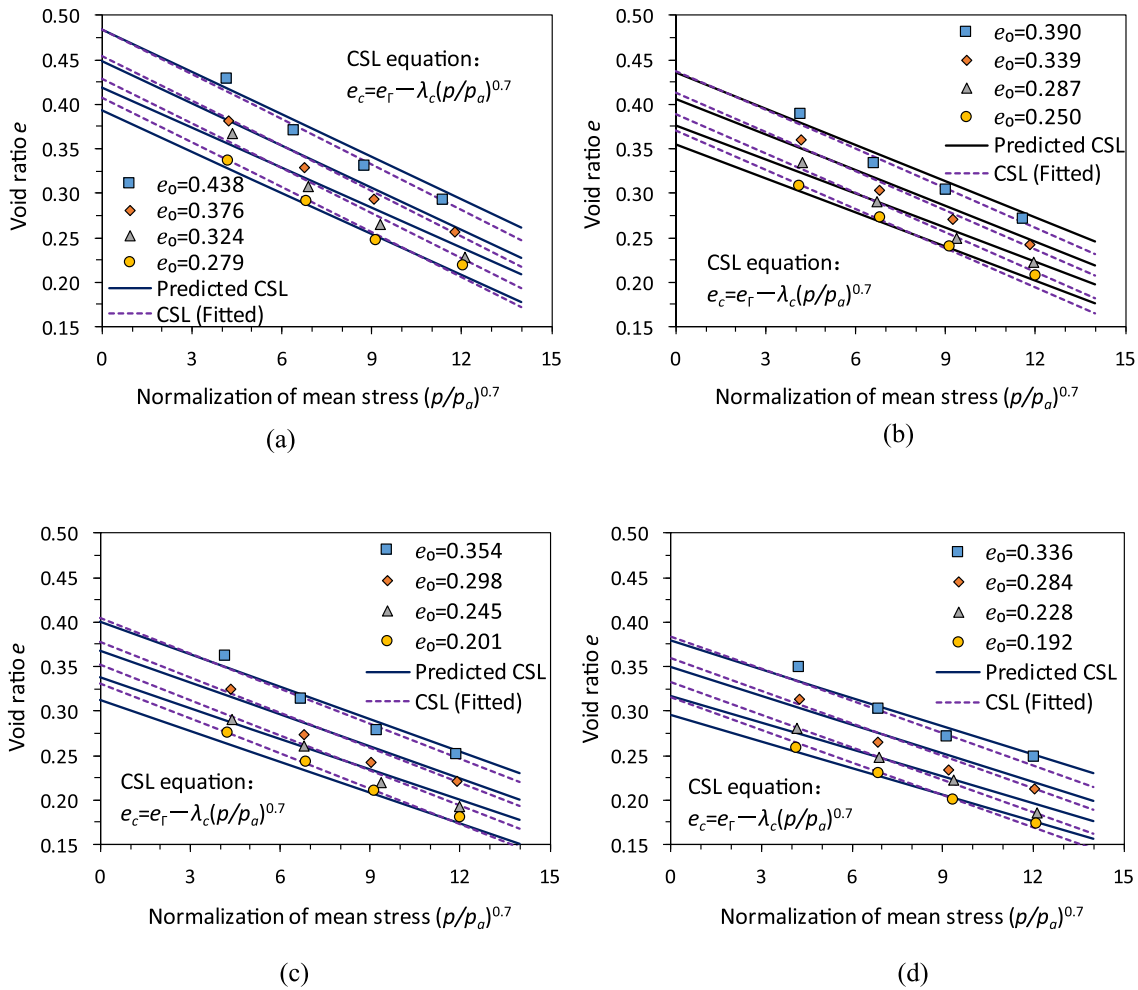 0.50
0.45
0.40
0.35
0.30
0.25
0.20
0.15
Void ratio e
CSL equation：
e_c=e_Γ－λ_c(p/p_a)^0.7
e₀=0.438
e₀=0.376
e₀=0.324
e₀=0.279
Predicted CSL
CSL (Fitted)
0 3 6 9 12 15
Normalization of mean stress (p/p_a)^0.7
(a)
0.50
0.45
0.40
0.35
0.30
0.25
0.20
0.15
Void ratio e
e₀=0.390
e₀=0.339
e₀=0.287
e₀=0.250
Predicted CSL
CSL (Fitted)
CSL equation：
e_c=e_Γ－λ_c(p/p_a)^0.7
0 3 6 9 12 15
Normalization of mean stress (p/p_a)^0.7
(b)
0.50
0.45
0.40
0.35
0.30
0.25
0.20
0.15
Void ratio e
e₀=0.354
e₀=0.298
e₀=0.245
e₀=0.201
Predicted CSL
CSL (Fitted)
CSL equation：
e_c=e_Γ－λ_c(p/p_a)^0.7
0 3 6 9 12 15
Normalization of mean stress (p/p_a)^0.7
(c)
0.50
0.45
0.40
0.35
0.30
0.25
0.20
0.15
Void ratio e
e₀=0.336
e₀=0.284
e₀=0.228
e₀=0.192
Predicted CSL
CSL (Fitted)
CSL equation：
e_c=e_Γ－λ_c(p/p_a)^0.7
0 3 6 9 12 15
Normalization of mean stress (p/p_a)^0.7
(d)